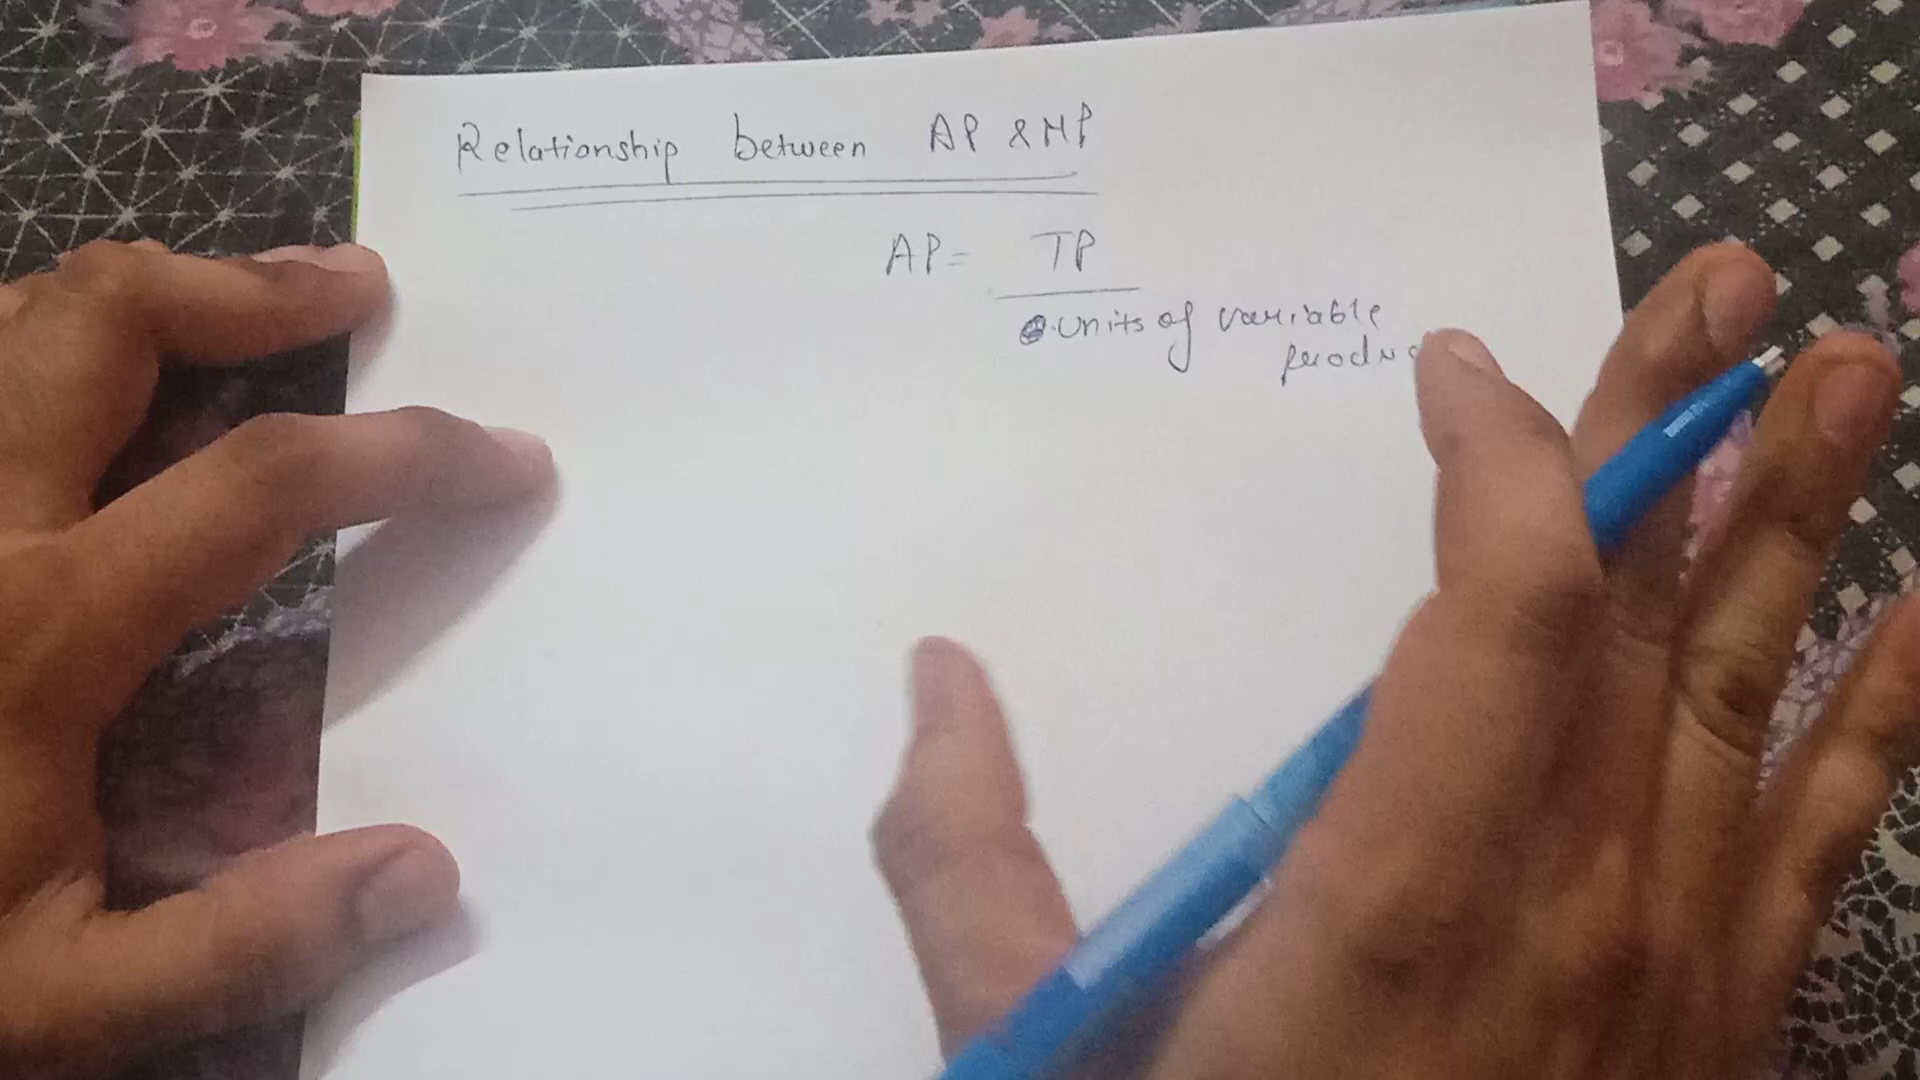 Relationship between AP & MP
AP = TP
Units of variable